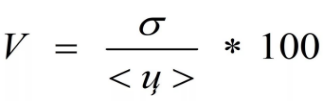 V = σ / < ц > * 100